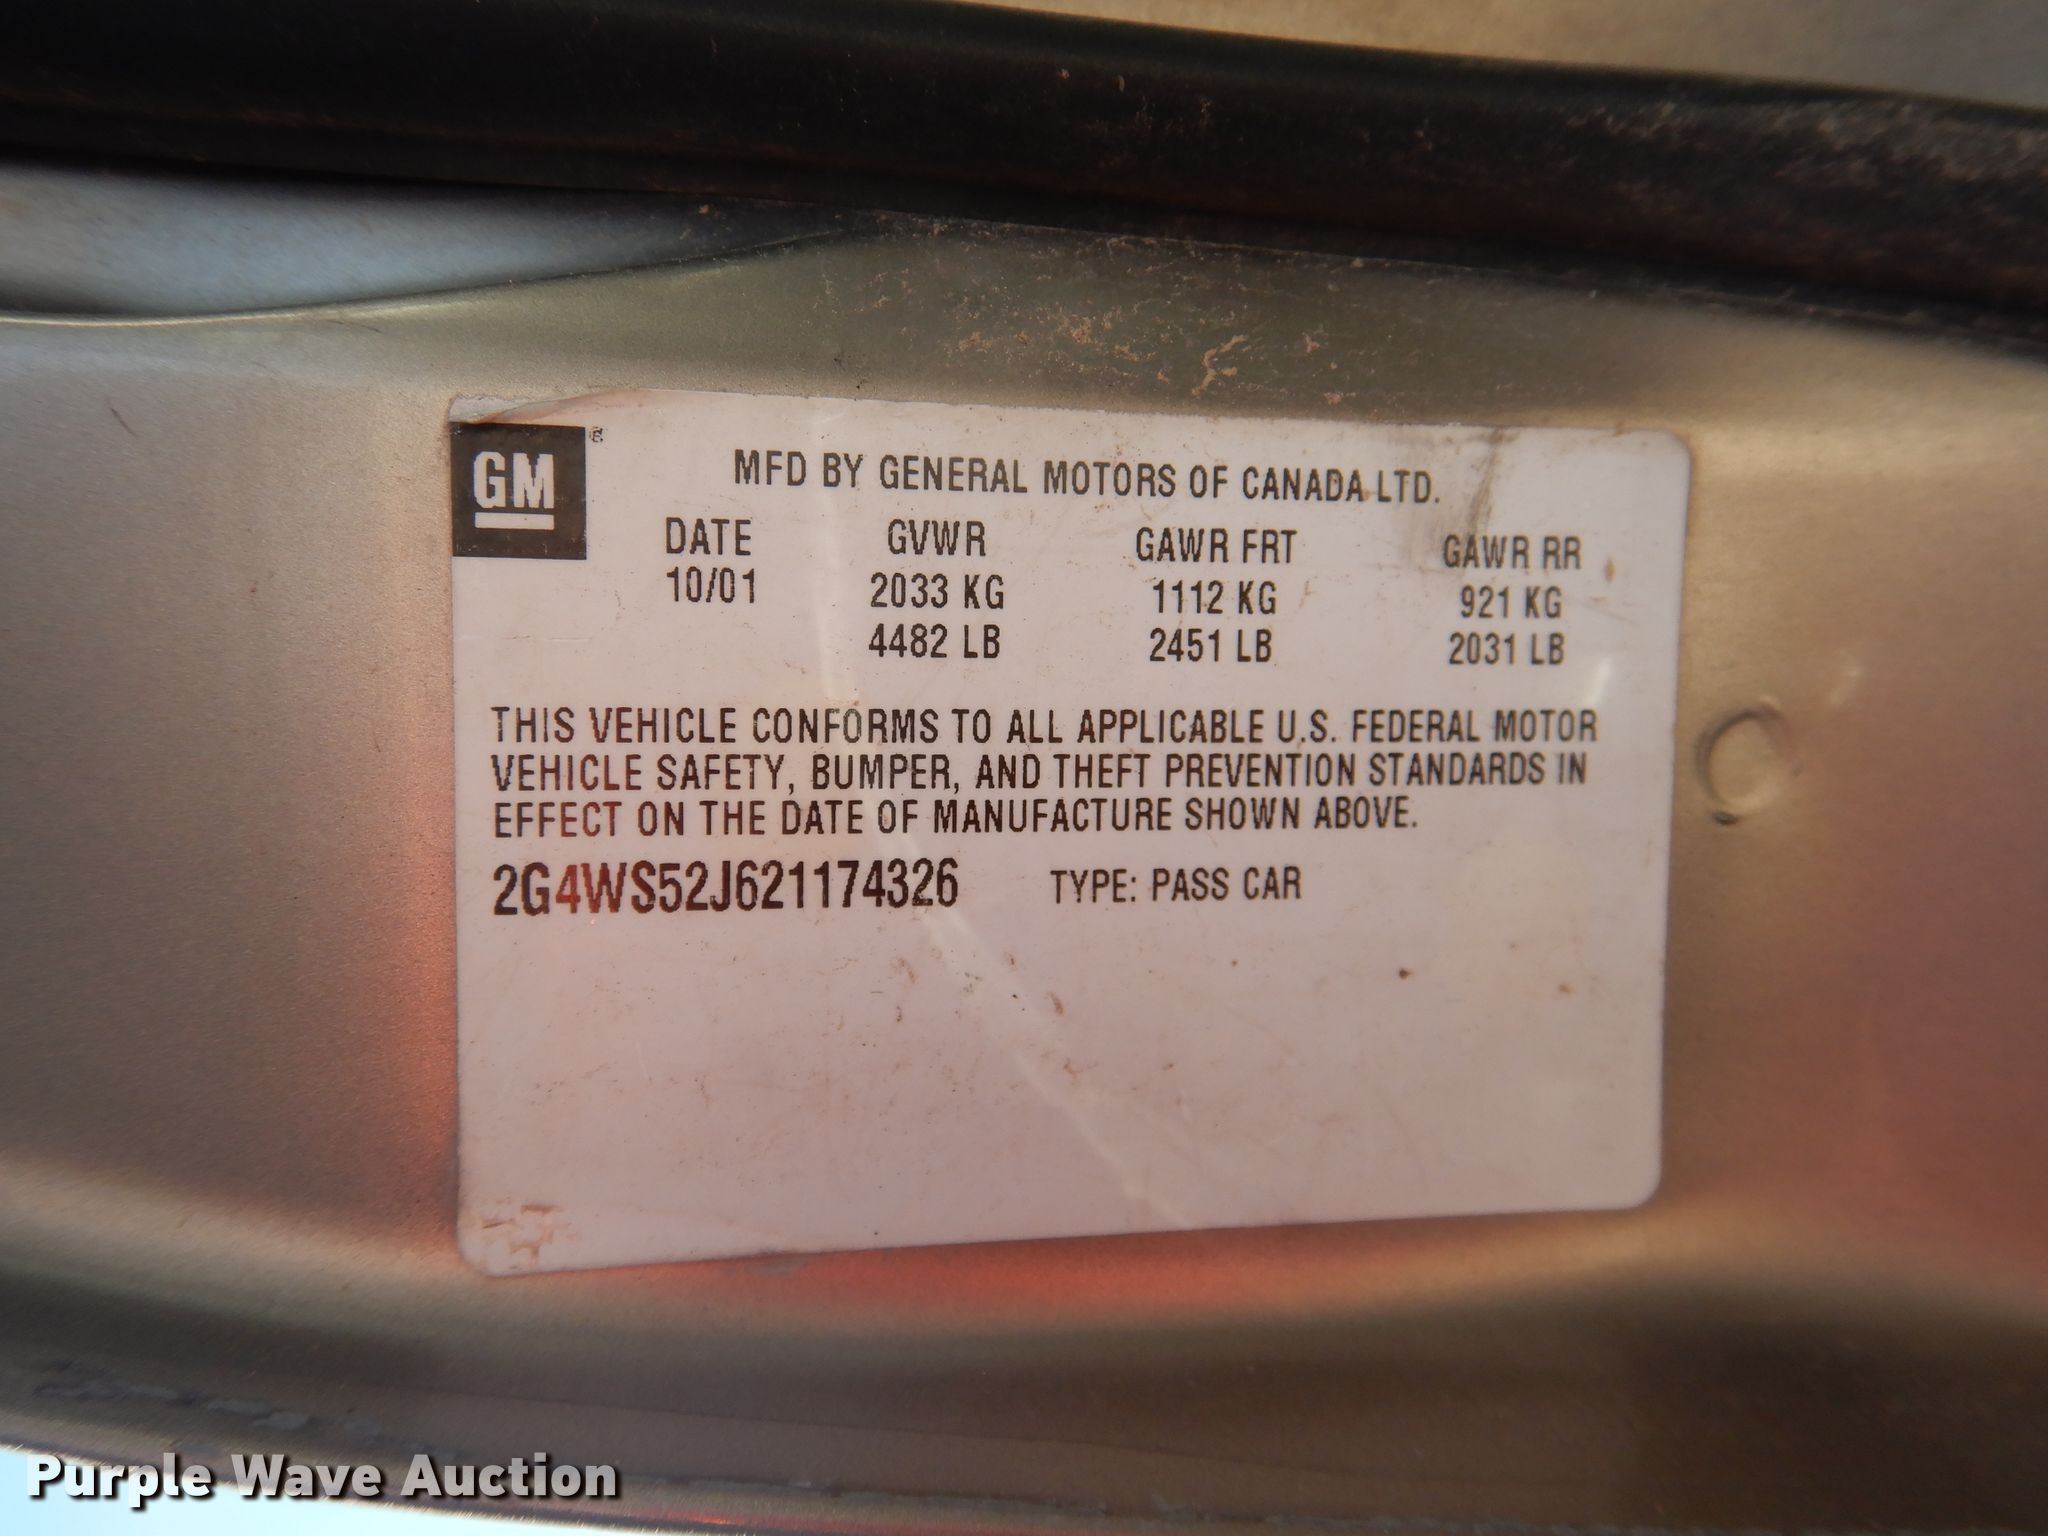 GM ®
MFD BY GENERAL MOTORS OF CANADA LTD.
DATE GVWR GAWR FRT GAWR RR
10/01 2033 KG 1112 KG 921 KG
4482 LB 2451 LB 2031 LB
THIS VEHICLE CONFORMS TO ALL APPLICABLE U.S. FEDERAL MOTOR
VEHICLE SAFETY, BUMPER, AND THEFT PREVENTION STANDARDS IN
EFFECT ON THE DATE OF MANUFACTURE SHOWN ABOVE.
2G4WS52J621174326 TYPE: PASS CAR
Purple Wave Auction